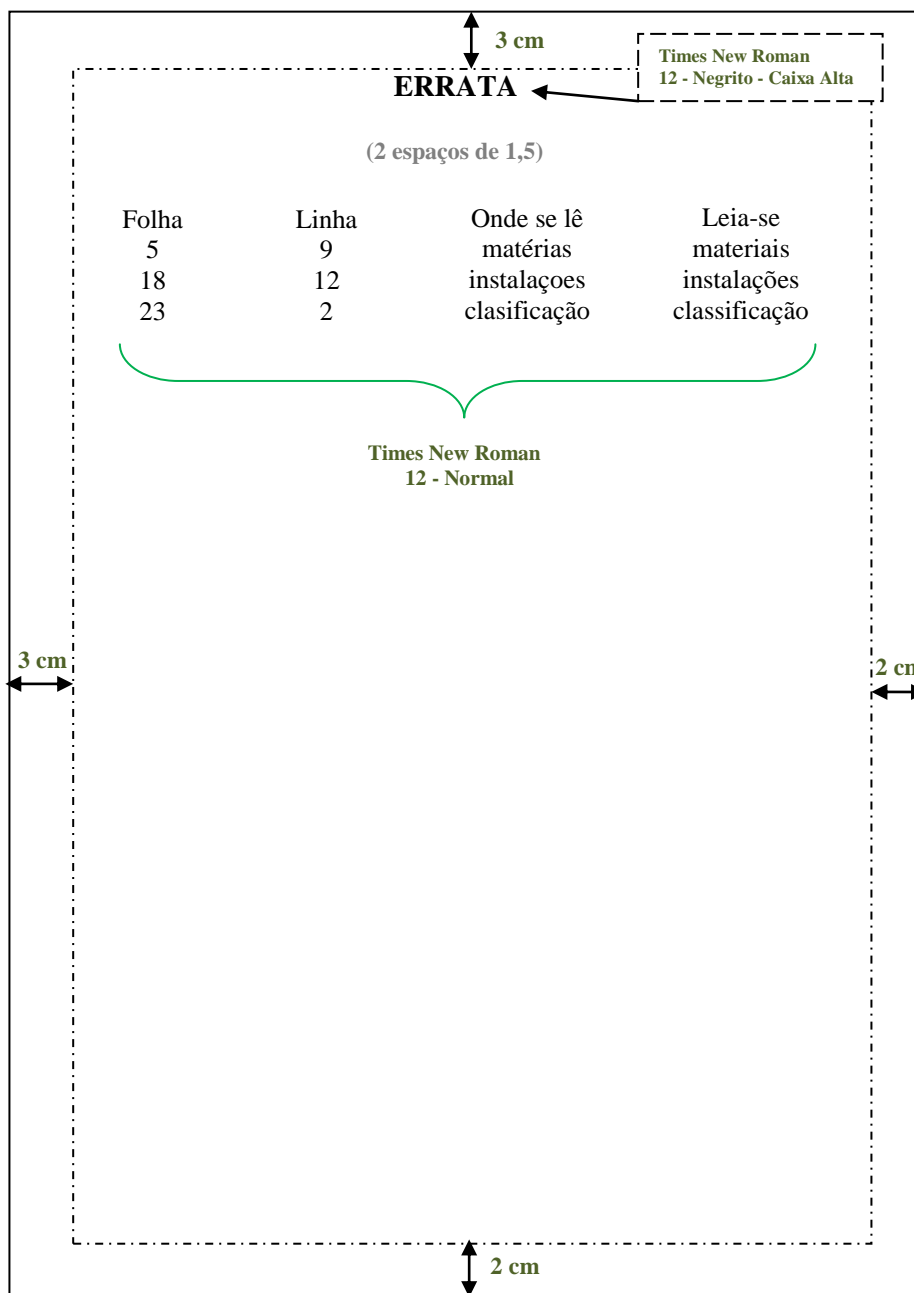 3 cm
Times New Roman
12 - Negrito - Caixa Alta
ERRATA
(2 espaços de 1,5)
Folha Linha Onde se lê Leia-se
5 9 matérias materiais
18 12 instalaçoes instalações
23 2 clasificação classificação
Times New Roman
12 - Normal
3 cm
2 cm
2 cm